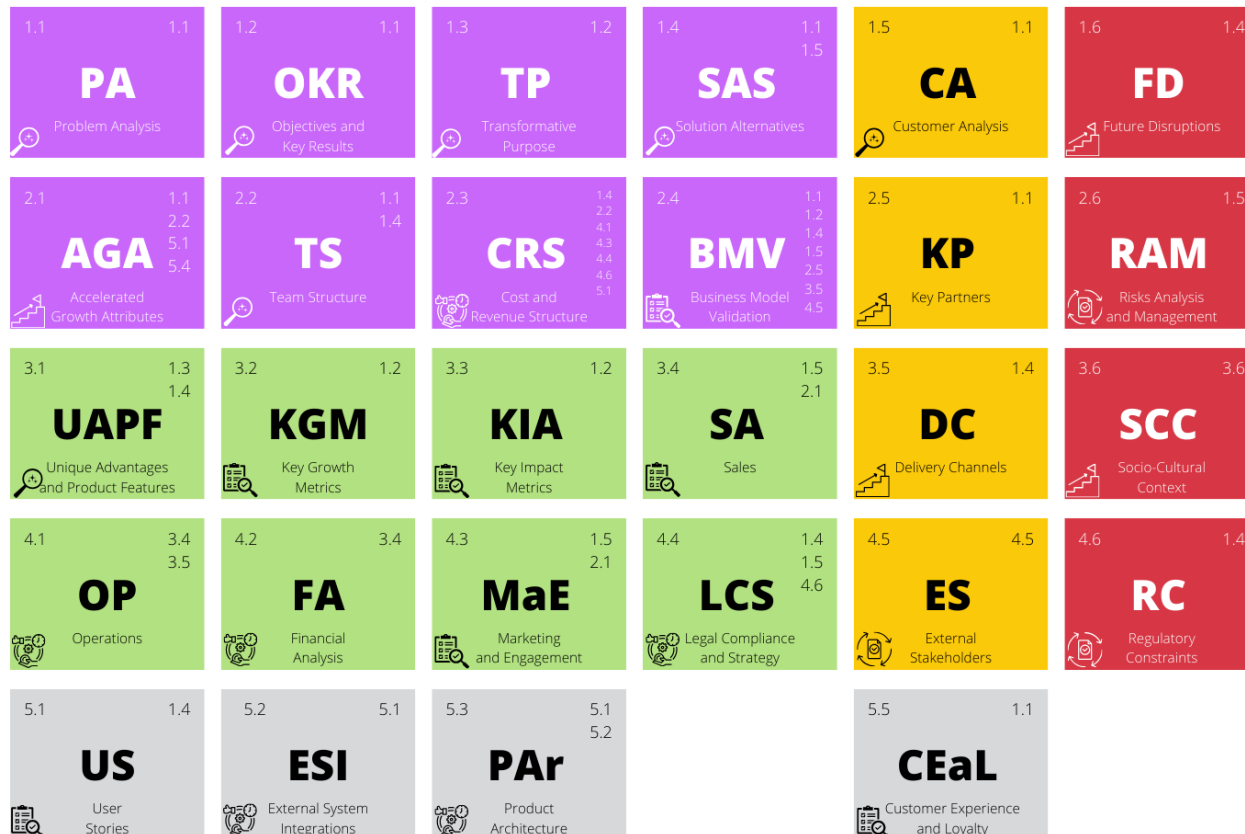 1.1 1.1
PA
Problem Analysis
1.2 1.1
OKR
Objectives and
Key Results
1.3 1.2
TP
Transformative
Purpose
1.4 1.1
1.5
SAS
Solution Alternatives
1.5 1.1
CA
Customer Analysis
1.6 1.4
FD
Future Disruptions
2.1 1.1
2.2
5.1
5.4
AGA
Accelerated
Growth Attributes
2.2 1.1
1.4
TS
Team Structure
2.3 1.4
2.2
4.1
4.3
4.4
4.6
5.1
CRS
Cost and
Revenue Structure
2.4 1.1
1.2
1.4
1.5
2.5
3.5
4.5
BMV
Business Model
Validation
2.5 1.1
KP
Key Partners
2.6 1.5
RAM
Risks Analysis
and Management
3.1 1.3
1.4
UAPF
Unique Advantages
and Product Features
3.2 1.2
KGM
Key Growth
Metrics
3.3 1.2
KIA
Key Impact
Metrics
3.4 1.5
2.1
SA
Sales
3.5 1.4
DC
Delivery Channels
3.6 3.6
SCC
Socio-Cultural
Context
4.1 3.4
3.5
OP
Operations
4.2 3.4
FA
Financial
Analysis
4.3 1.5
2.1
MaE
Marketing
and Engagement
4.4 1.4
1.5
4.6
LCS
Legal Compliance
and Strategy
4.5 4.5
ES
External
Stakeholders
4.6 1.4
RC
Regulatory
Constraints
5.1 1.4
US
User
Stories
5.2 5.1
ESI
External System
Integrations
5.3 5.1
5.2
PAr
Product
Architecture
5.5 1.1
CEaL
Customer Experience
and Loyalty